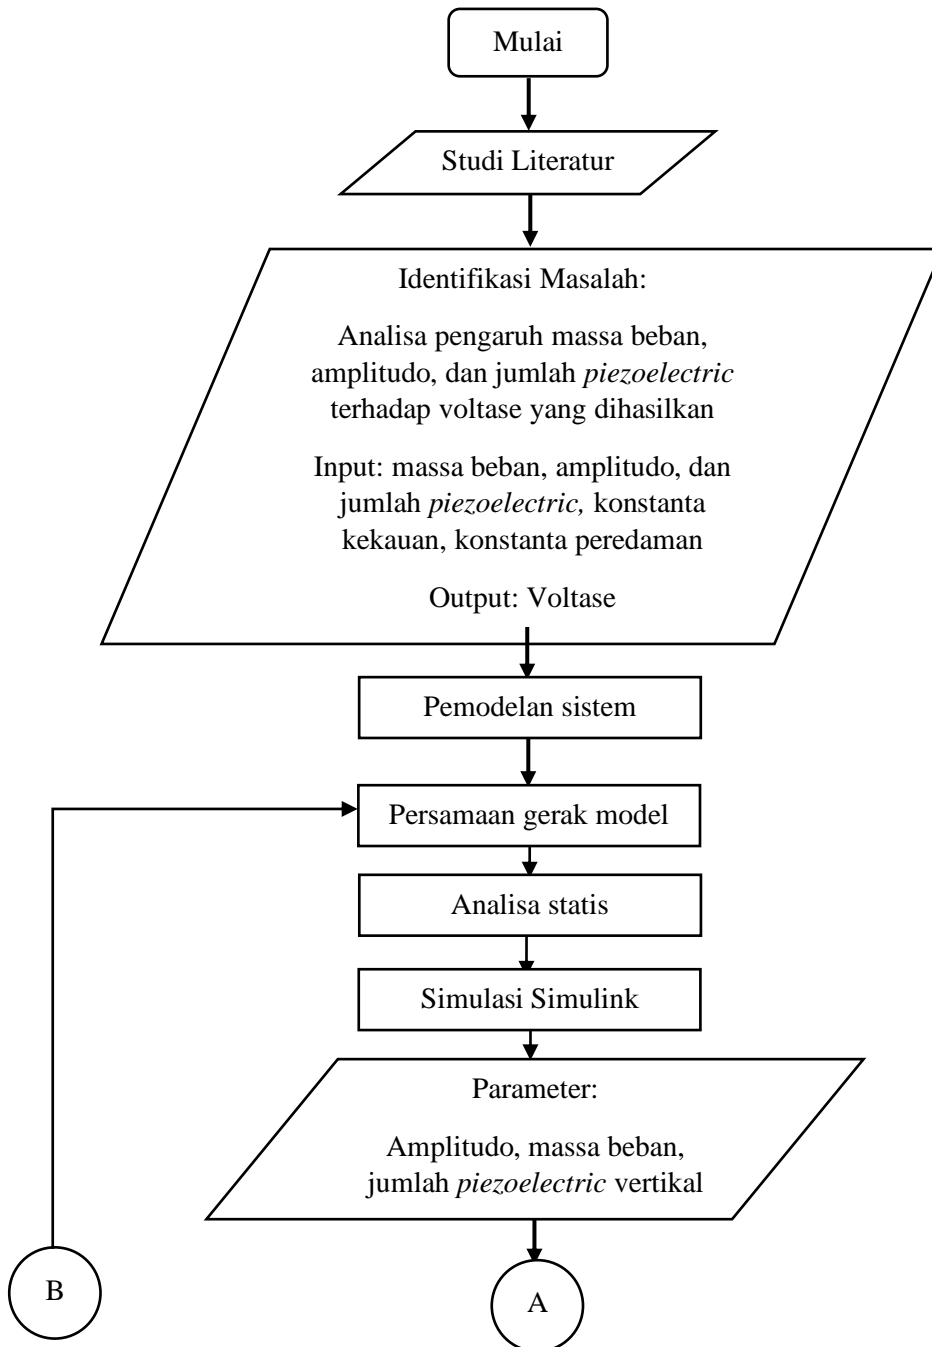 Mulai
Studi Literatur
Identifikasi Masalah:
Analisa pengaruh massa beban,
amplitudo, dan jumlah piezoelectric
terhadap voltase yang dihasilkan
Input: massa beban, amplitudo, dan
jumlah piezoelectric, konstanta
kekauan, konstanta peredaman
Output: Voltase
Pemodelan sistem
Persamaan gerak model
Analisa statis
Simulasi Simulink
Parameter:
Amplitudo, massa beban,
jumlah piezoelectric vertikal
B
A